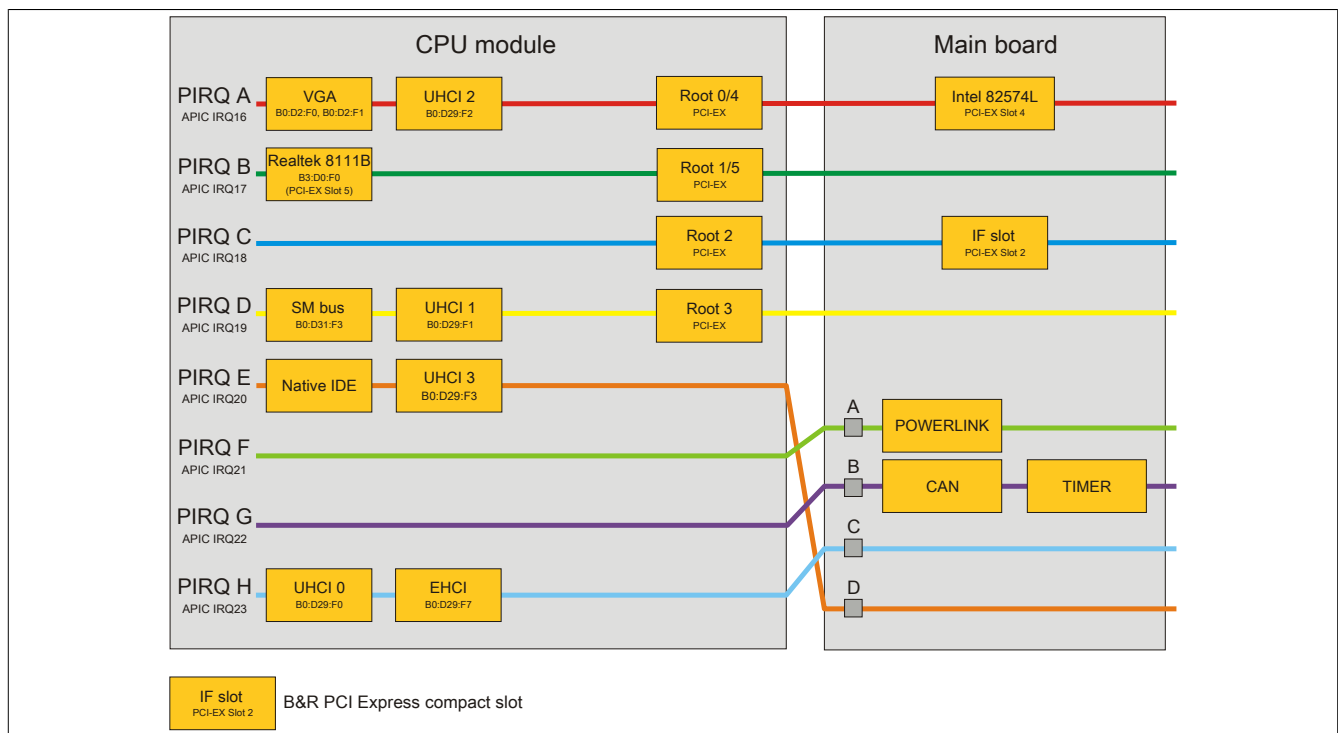 CPU module
Main board
PIRQ A
APIC IRQ16
VGA
B0:D2:F0, B0:D2:F1
UHCI 2
B0:D29:F2
Root 0/4
PCI-EX
Intel 82574L
PCI-EX Slot 4
PIRQ B
APIC IRQ17
Realtek 8111B
B3:D0:F0
(PCI-EX Slot 5)
Root 1/5
PCI-EX
PIRQ C
APIC IRQ18
Root 2
PCI-EX
IF slot
PCI-EX Slot 2
PIRQ D
APIC IRQ19
SM bus
B0:D31:F3
UHCI 1
B0:D29:F1
Root 3
PCI-EX
PIRQ E
APIC IRQ20
Native IDE
UHCI 3
B0:D29:F3
A
POWERLINK
PIRQ F
APIC IRQ21
B
CAN
TIMER
PIRQ G
APIC IRQ22
C
PIRQ H
APIC IRQ23
UHCI 0
B0:D29:F0
EHCI
B0:D29:F7
D
IF slot
PCI-EX Slot 2
B&R PCI Express compact slot